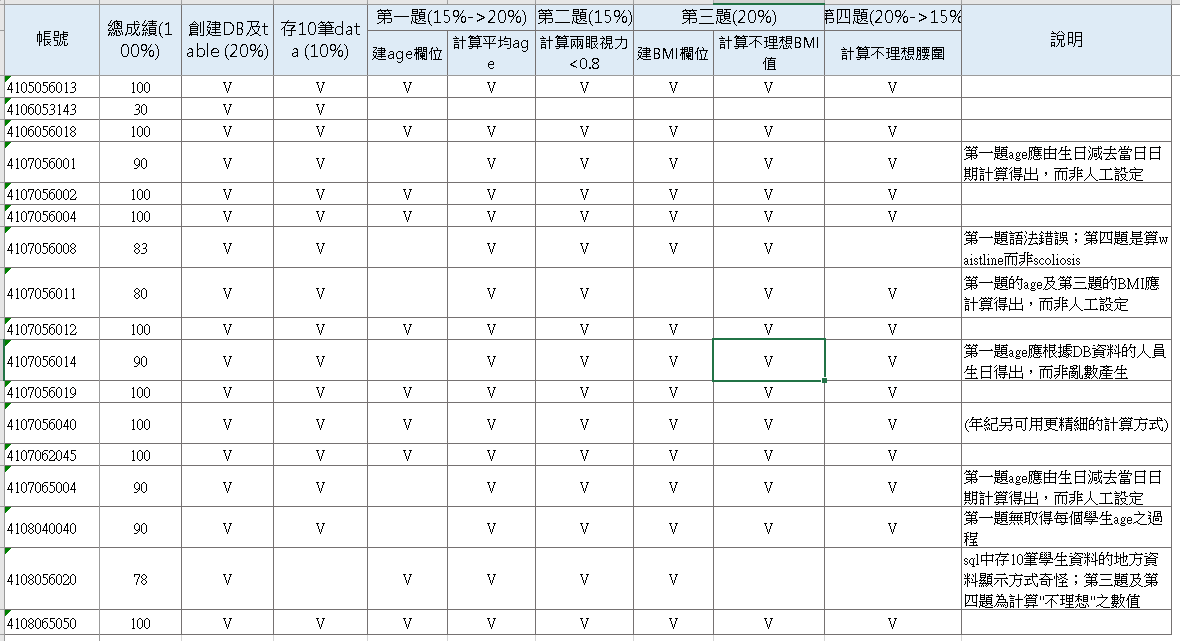 帳號 總成績(100%) 創建DB及table (20%) 存10筆data (10%) 第一題(15%->20%) 第二題(15%) 第三題(20%) 第四題(20%->15% 說明
建age欄位 計算平均age 計算兩眼視力<0.8 建BMI欄位 計算不理想BMI值 計算不理想腰圍
4105056013 100 V V V V V V V V
4106053143 30 V V
4106056018 100 V V V V V V V V
4107056001 90 V V V V V V V 第一題age應由生日減去當日日
期計算得出，而非人工設定
4107056002 100 V V V V V V V V
4107056004 100 V V V V V V V V
4107056008 83 V V V V V V 第一題語法錯誤；第四題是算w
aistline而非scoliosis
4107056011 80 V V V V V V 第一題的age及第三題的BMI應
計算得出，而非人工設定
4107056012 100 V V V V V V V V
4107056014 90 V V V V V V V 第一題age應根據DB資料的人員
生日得出，而非亂數產生
4107056019 100 V V V V V V V V
4107056040 100 V V V V V V V V (年紀另可用更精細的計算方式)
4107062045 100 V V V V V V V V
4107065004 90 V V V V V V V 第一題age應由生日減去當日日
期計算得出，而非人工設定
4108040040 90 V V V V V V V 第一題無取得每個學生age之過
程
4108056020 78 V V V V V sql中存10筆學生資料的地方資
料顯示方式奇怪；第三題及第
四題為計算"不理想"之數值
4108065050 100 V V V V V V V V